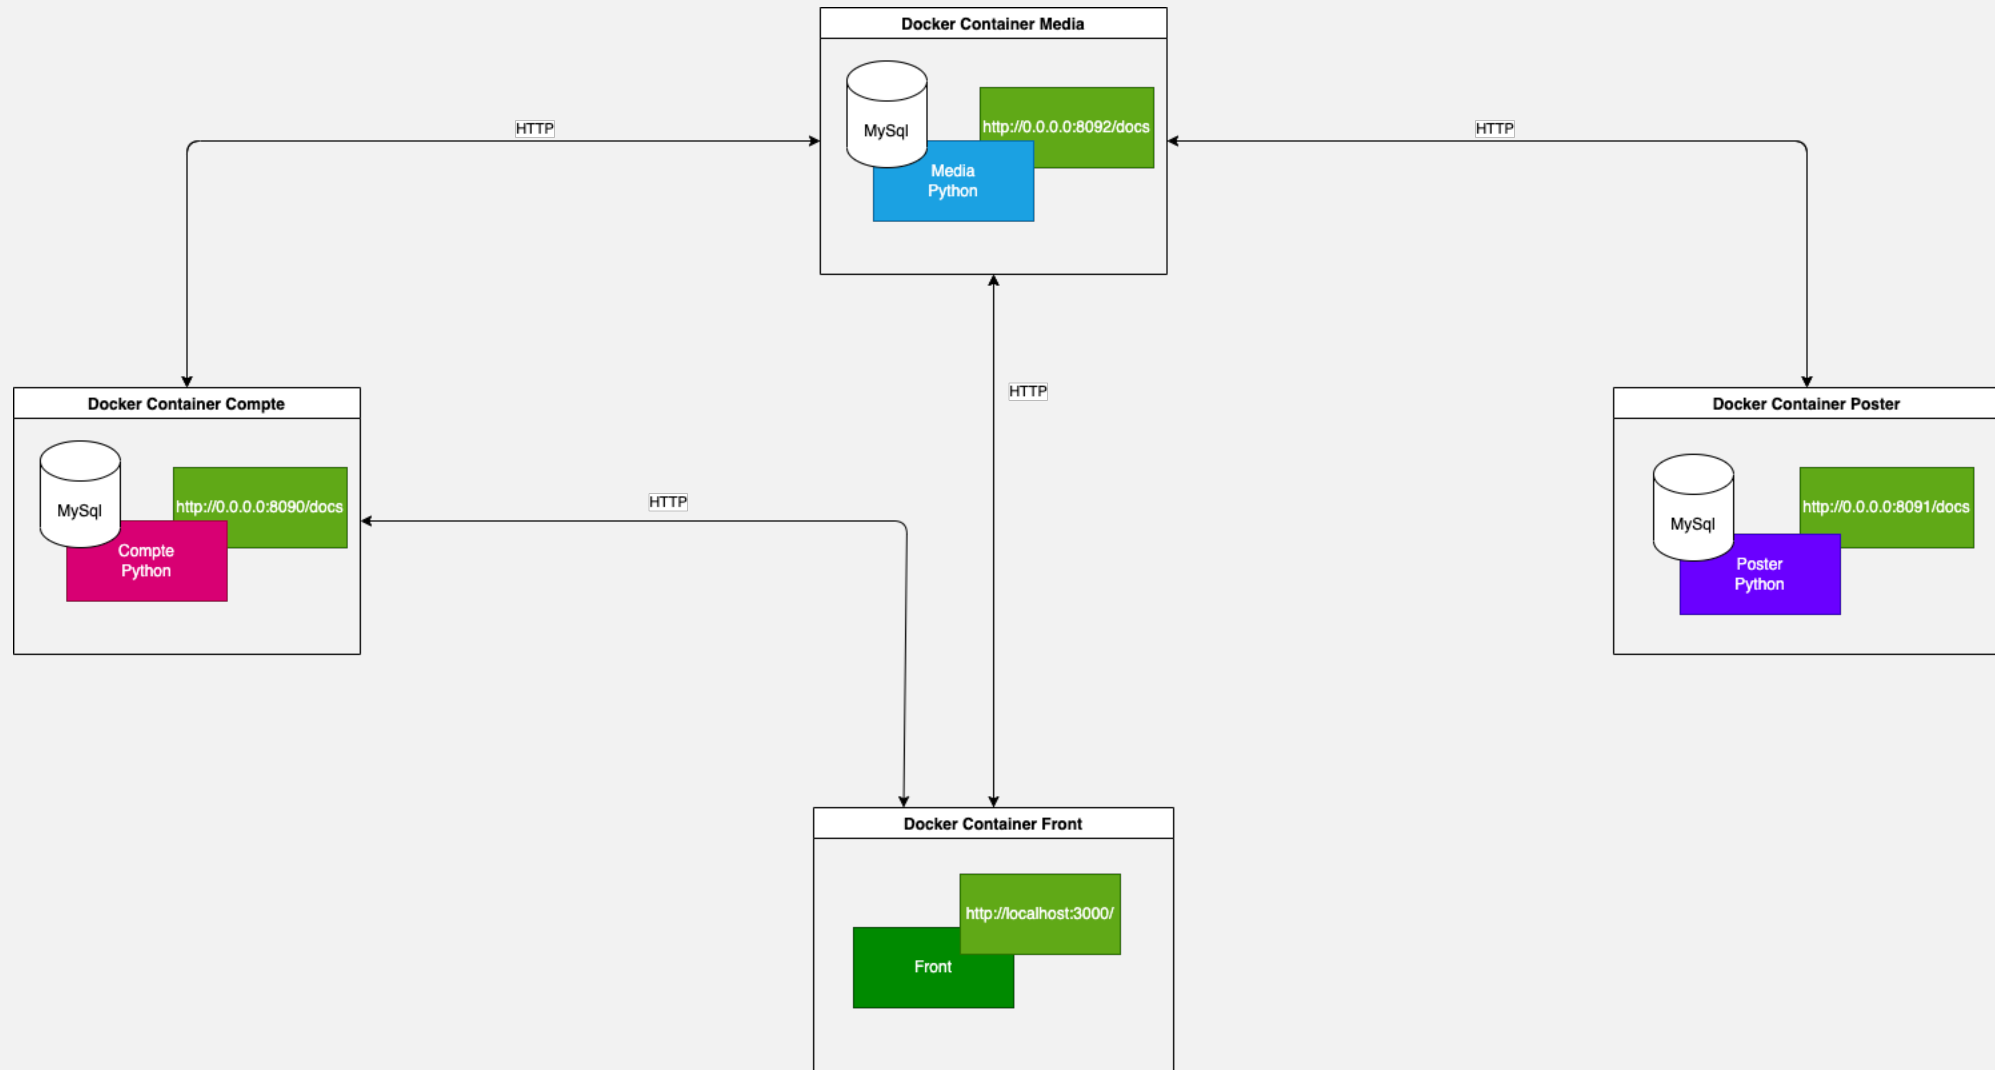 Docker Container Media
MySql
http://0.0.0.0:8092/docs
Media
Python
HTTP
HTTP
HTTP
Docker Container Compte
MySql
http://0.0.0.0:8090/docs
Compte
Python
HTTP
Docker Container Poster
MySql
http://0.0.0.0:8091/docs
Poster
Python
Docker Container Front
http://localhost:3000/
Front